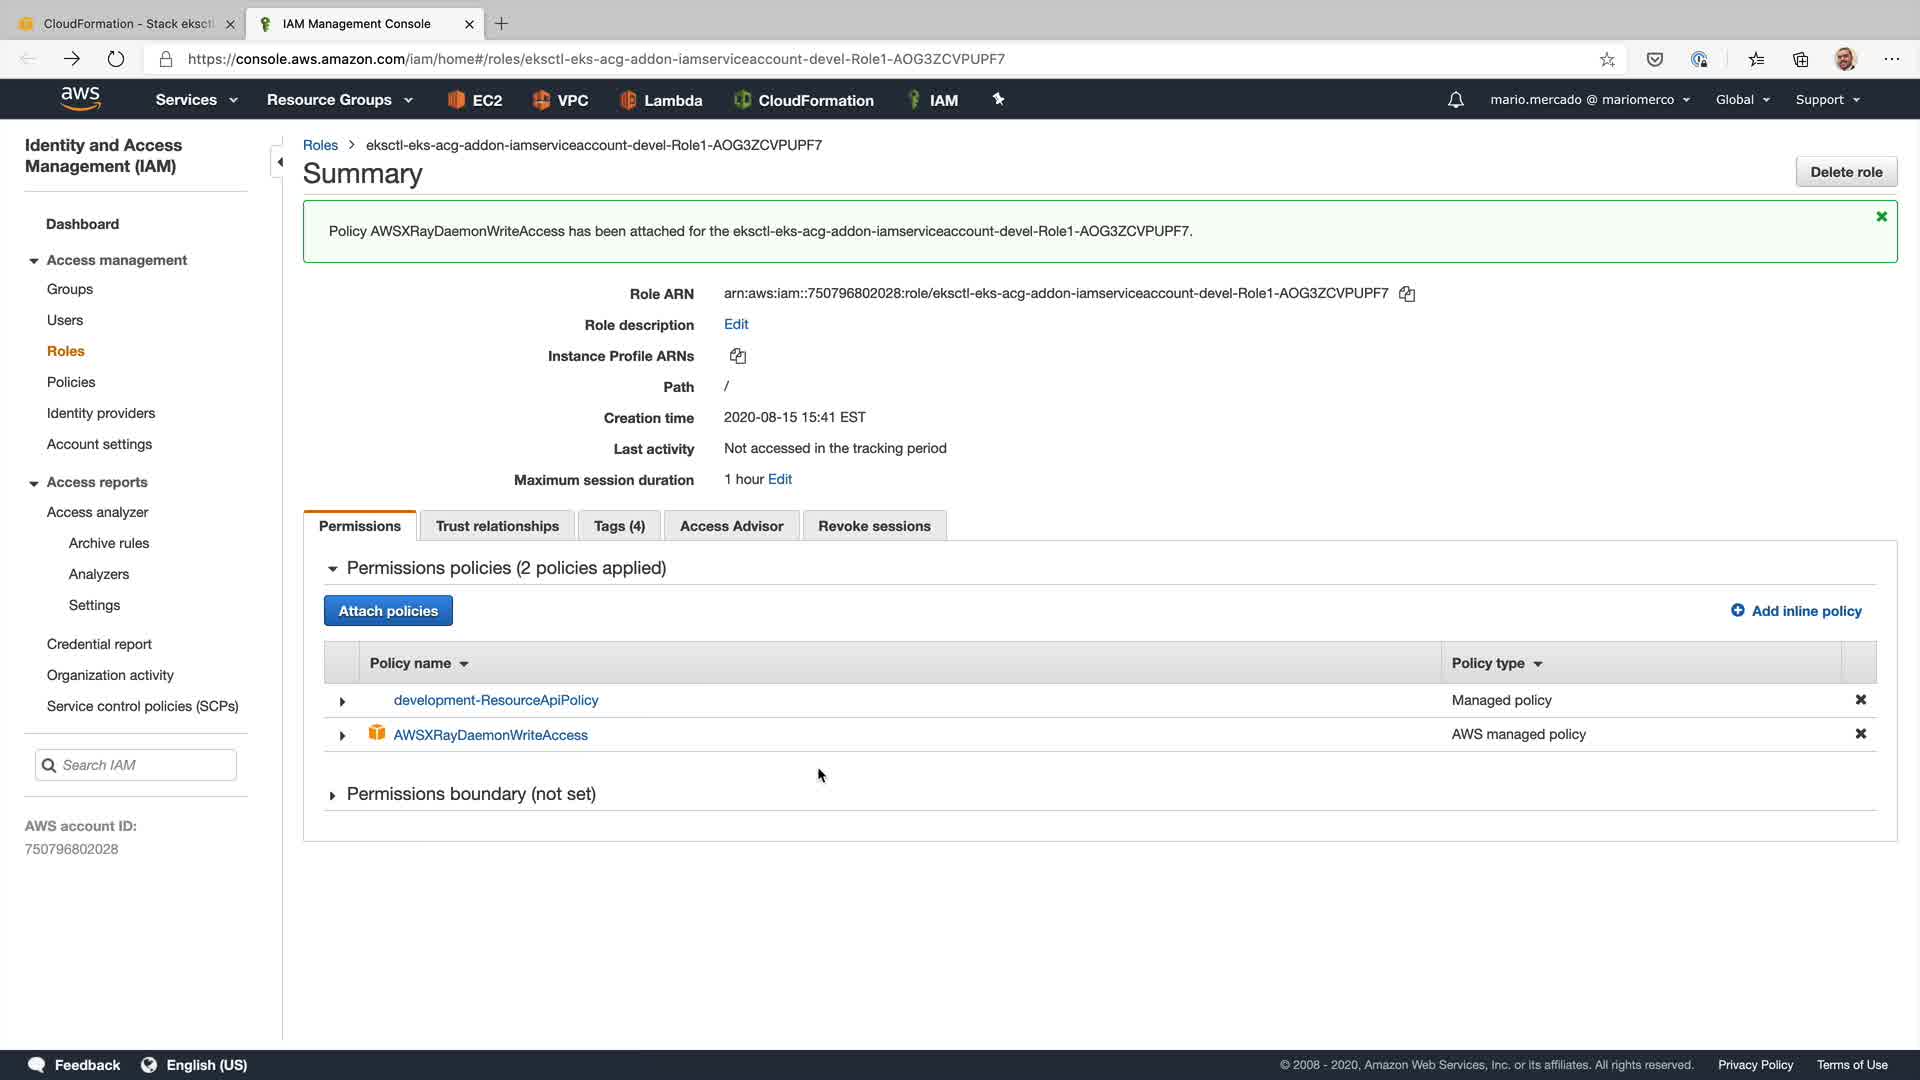 CloudFormation - Stack eksctl
IAM Management Console
https://console.aws.amazon.com/iam/home#/roles/eksctl-eks-acg-addon-iamserviceaccount-devel-Role1-AOG3ZCVPUPF7
aws
Services
Resource Groups
EC2
VPC
Lambda
CloudFormation
IAM
mario.mercado @ mariomerco
Global
Support
Identity and Access
Management (IAM)
Dashboard
Access management
Groups
Users
Roles
Policies
Identity providers
Account settings
Access reports
Access analyzer
Archive rules
Analyzers
Settings
Credential report
Organization activity
Service control policies (SCPs)
Search IAM
AWS account ID:
750796802028
Roles > eksctl-eks-acg-addon-iamserviceaccount-devel-Role1-AOG3ZCVPUPF7
Summary
Delete role
Policy AWSXRayDaemonWriteAccess has been attached for the eksctl-eks-acg-addon-iamserviceaccount-devel-Role1-AOG3ZCVPUPF7.
Role ARN arn:aws:iam::750796802028:role/eksctl-eks-acg-addon-iamserviceaccount-devel-Role1-AOG3ZCVPUPF7
Role description Edit
Instance Profile ARNs
Path /
Creation time 2020-08-15 15:41 EST
Last activity Not accessed in the tracking period
Maximum session duration 1 hour Edit
Permissions
Trust relationships
Tags (4)
Access Advisor
Revoke sessions
Permissions policies (2 policies applied)
Attach policies
Add inline policy
Policy name
Policy type
development-ResourceApiPolicy
Managed policy
AWSXRayDaemonWriteAccess
AWS managed policy
Permissions boundary (not set)
Feedback
English (US)
© 2008 - 2020, Amazon Web Services, Inc. or its affiliates. All rights reserved.
Privacy Policy
Terms of Use